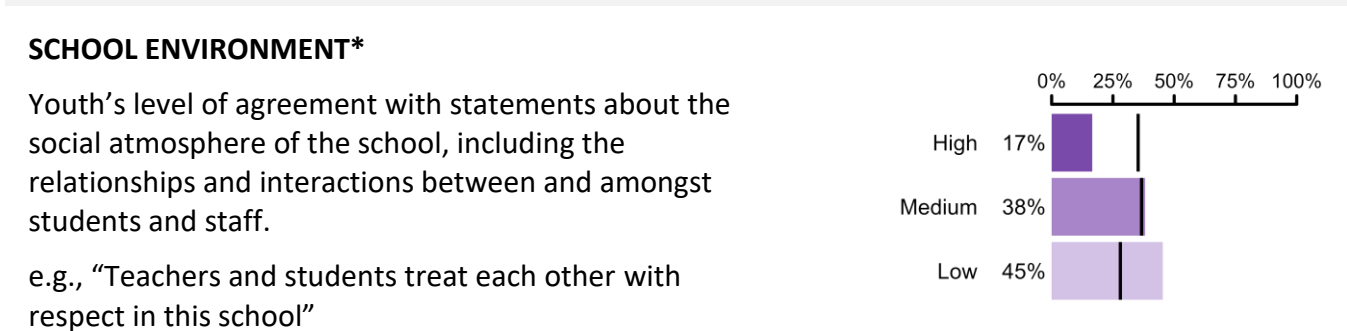 SCHOOL ENVIRONMENT*
Youth’s level of agreement with statements about the
social atmosphere of the school, including the
relationships and interactions between and amongst
students and staff.
e.g., “Teachers and students treat each other with
respect in this school”
0% 25% 50% 75% 100%
High 17%
Medium 38%
Low 45%